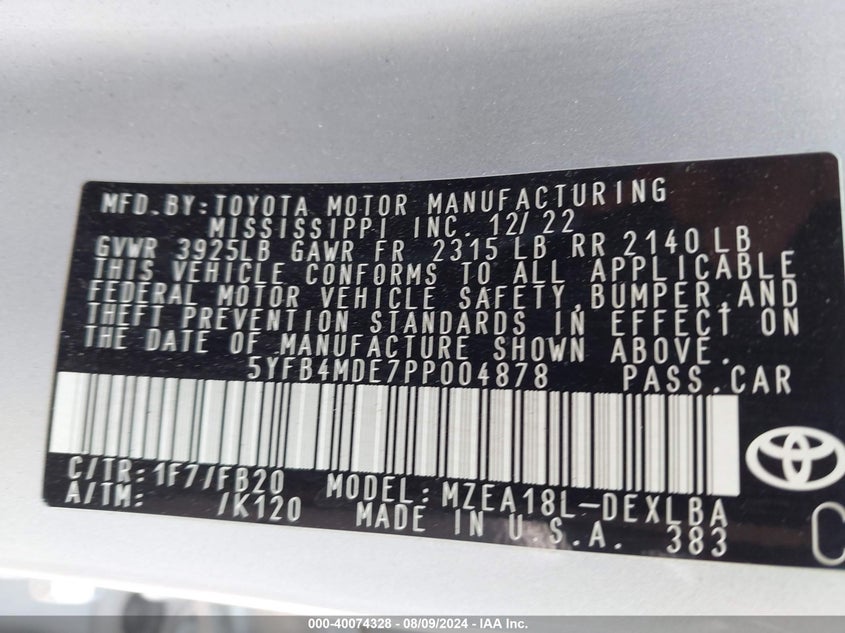 MFD.BY:TOYOTA MOTOR MANUFACTURING
MISSISSIPPI INC. 12/22
GVWR 3925LB GAWR FR 2315 LB RR 2140 LB
THIS VEHICLE CONFORMS TO ALL APPLICABLE
FEDERAL MOTOR VEHICLE SAFETY,BUMPER,AND
THEFT PREVENTION STANDARDS IN EFFECT ON
THE DATE OF MANUFACTURE SHOWN ABOVE.
5YFB4MDE7PP004878 PASS.CAR
C/TR:1F7/FB20 MODEL:MZEA18L-DEXLBA
A/TM: /K120 MADE IN U.S.A. 383
C
000-40074328 - 08/09/2024 - IAA Inc.